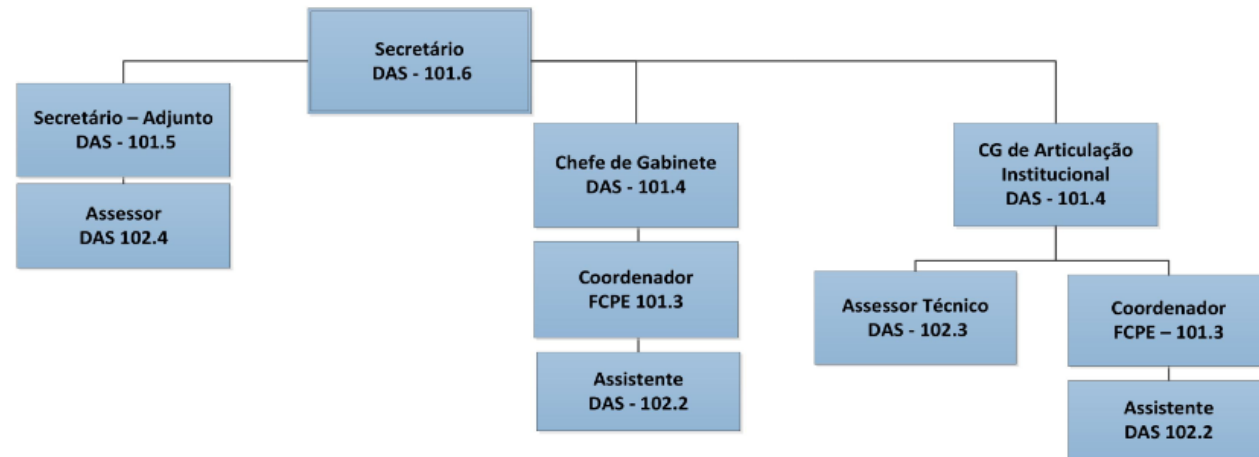 Secretário
DAS - 101.6
Secretário – Adjunto
DAS - 101.5
Assessor
DAS 102.4
Chefe de Gabinete
DAS - 101.4
Coordenador
FCPE 101.3
Assistente
DAS - 102.2
CG de Articulação
Institucional
DAS - 101.4
Assessor Técnico
DAS - 102.3
Coordenador
FCPE – 101.3
Assistente
DAS 102.2